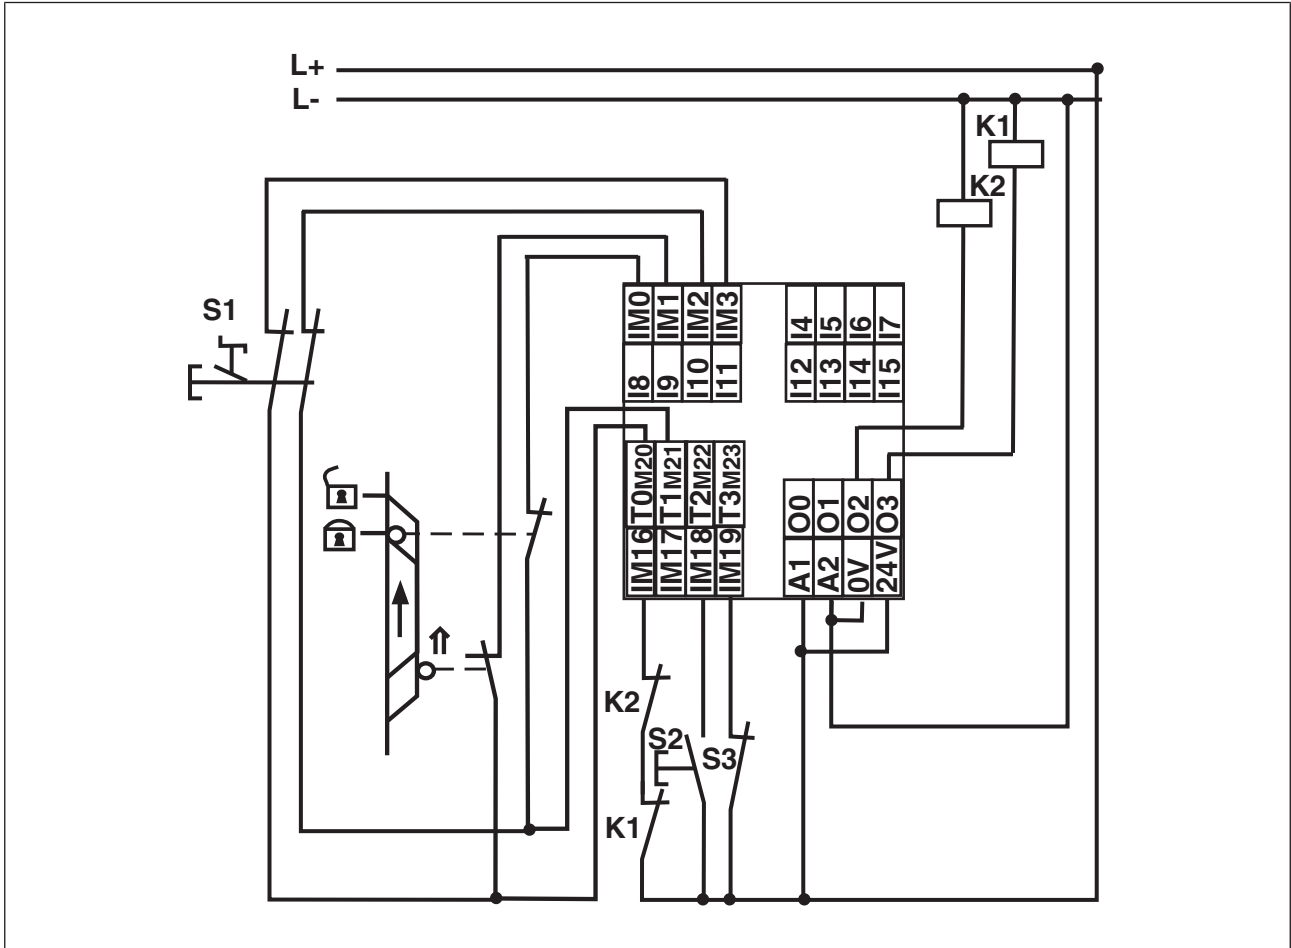 L+
L-
K1
K2
S1
IM0 IM1 IM2 IM3
I4 I5 I6 I7
I8 I9 I10 I11
I12 I13 I14 I15
T0M20 T1M21 T2M22 T3M23
IM16 IM17 IM18 IM19
O0 O1 O2 O3
A1 A2 0V 24V
K2
S2
S3
K1